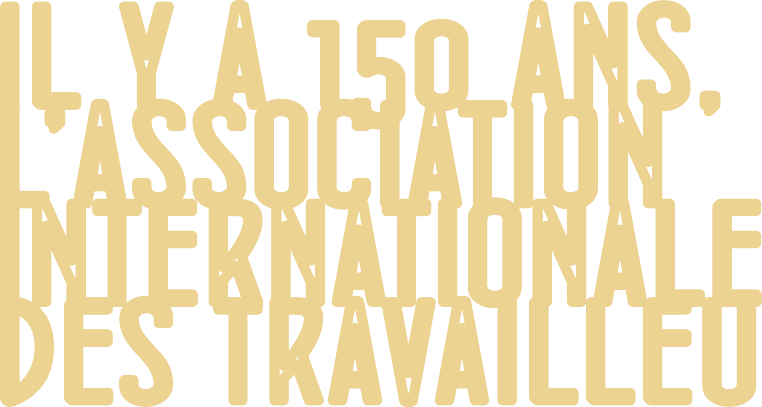 IL Y A 150 ANS,
L'ASSOCIATION
INTERNATIONALE
DES TRAVAILLEU